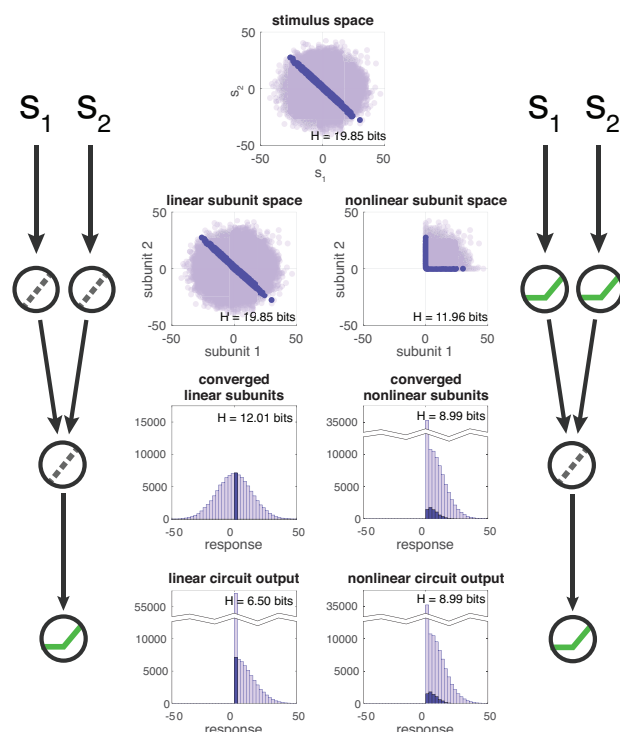 stimulus space
50
0
-50
s2
H = 19.85 bits
-50 0 50
s1
S1 S2
S1 S2
linear subunit space
50
0
-50
subunit 2
H = 19.85 bits
-50 0 50
subunit 1
nonlinear subunit space
50
0
-50
subunit 2
H = 11.96 bits
-50 0 50
subunit 1
converged
linear subunits
15000
10000
5000
0
H = 12.01 bits
-50 0 50
response
converged
nonlinear subunits
35000
10000
5000
0
H = 8.99 bits
-50 0 50
response
linear circuit output
55000
10000
5000
0
H = 6.50 bits
-50 0 50
response
nonlinear circuit output
35000
10000
5000
0
H = 8.99 bits
-50 0 50
response